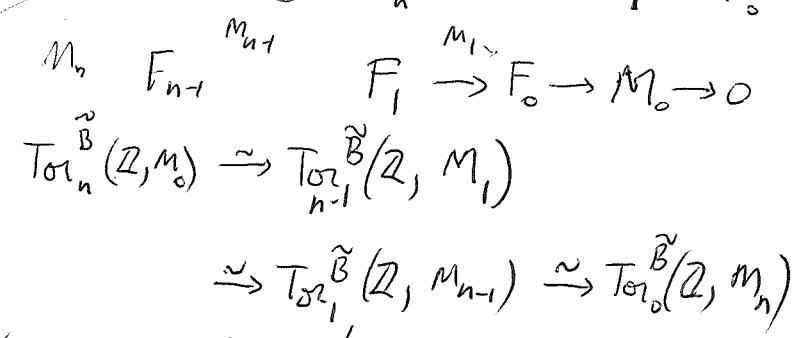 M_{n-1} M_1
M_n F_{n-1} F_1 → F_0 → M_0 → 0
Tor_n^{B̃}(ℤ, M_0) →~ Tor_{n-1}^{B̃}(ℤ, M_1)
→~ Tor_1^{B̃}(ℤ, M_{n-1}) →~ Tor_0^{B̃}(ℤ, M_n)